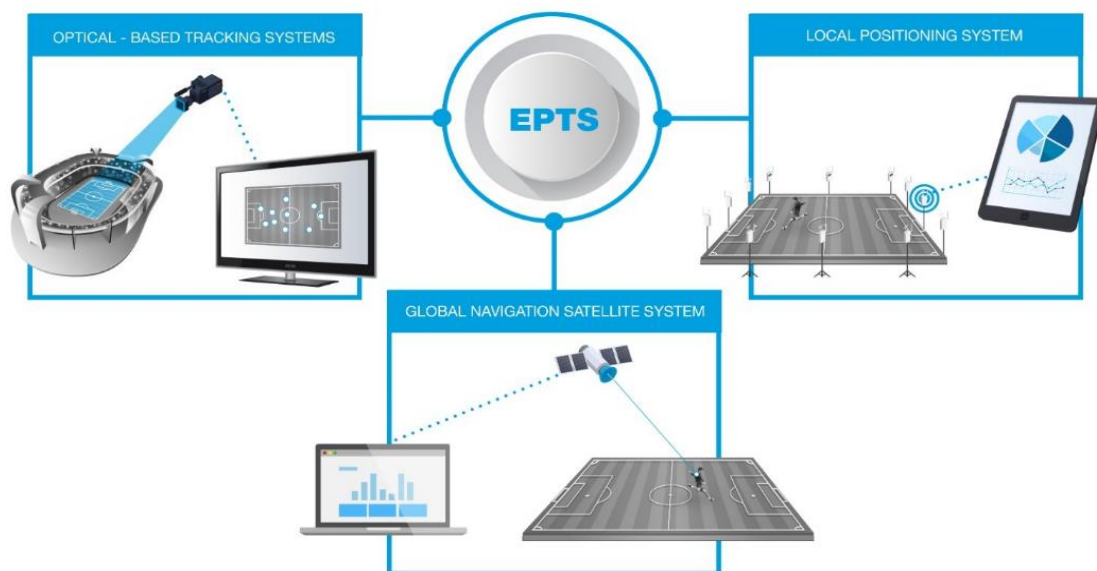 OPTICAL - BASED TRACKING SYSTEMS
EPTS
LOCAL POSITIONING SYSTEM
GLOBAL NAVIGATION SATELLITE SYSTEM